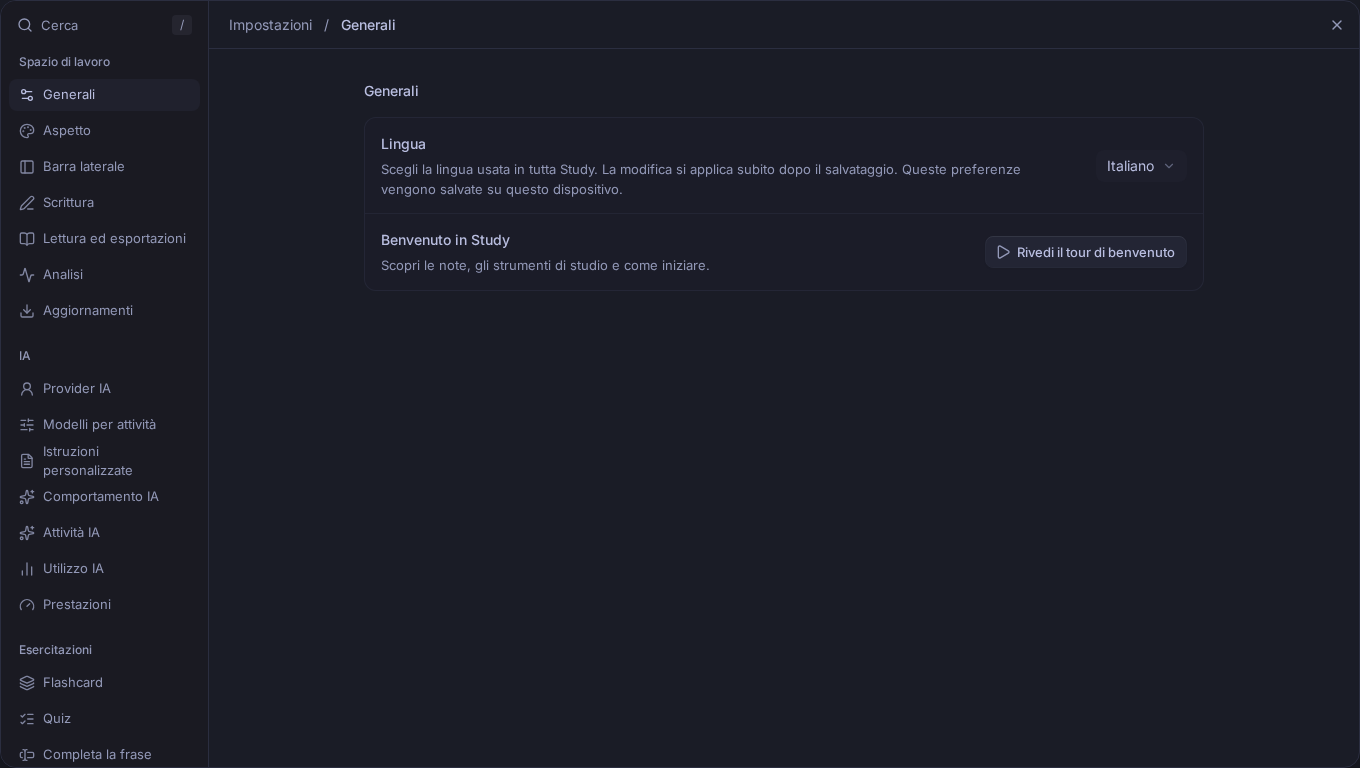 Cerca /
Spazio di lavoro
Generali
Aspetto
Barra laterale
Scrittura
Lettura ed esportazioni
Analisi
Aggiornamenti
IA
Provider IA
Modelli per attività
Istruzioni
personalizzate
Comportamento IA
Attività IA
Utilizzo IA
Prestazioni
Esercitazioni
Flashcard
Quiz
Completa la frase
Impostazioni / Generali
Generali
Lingua
Scegli la lingua usata in tutta Study. La modifica si applica subito dopo il salvataggio. Queste preferenze
vengono salvate su questo dispositivo.
Italiano
Benvenuto in Study
Scopri le note, gli strumenti di studio e come iniziare.
Rivedi il tour di benvenuto